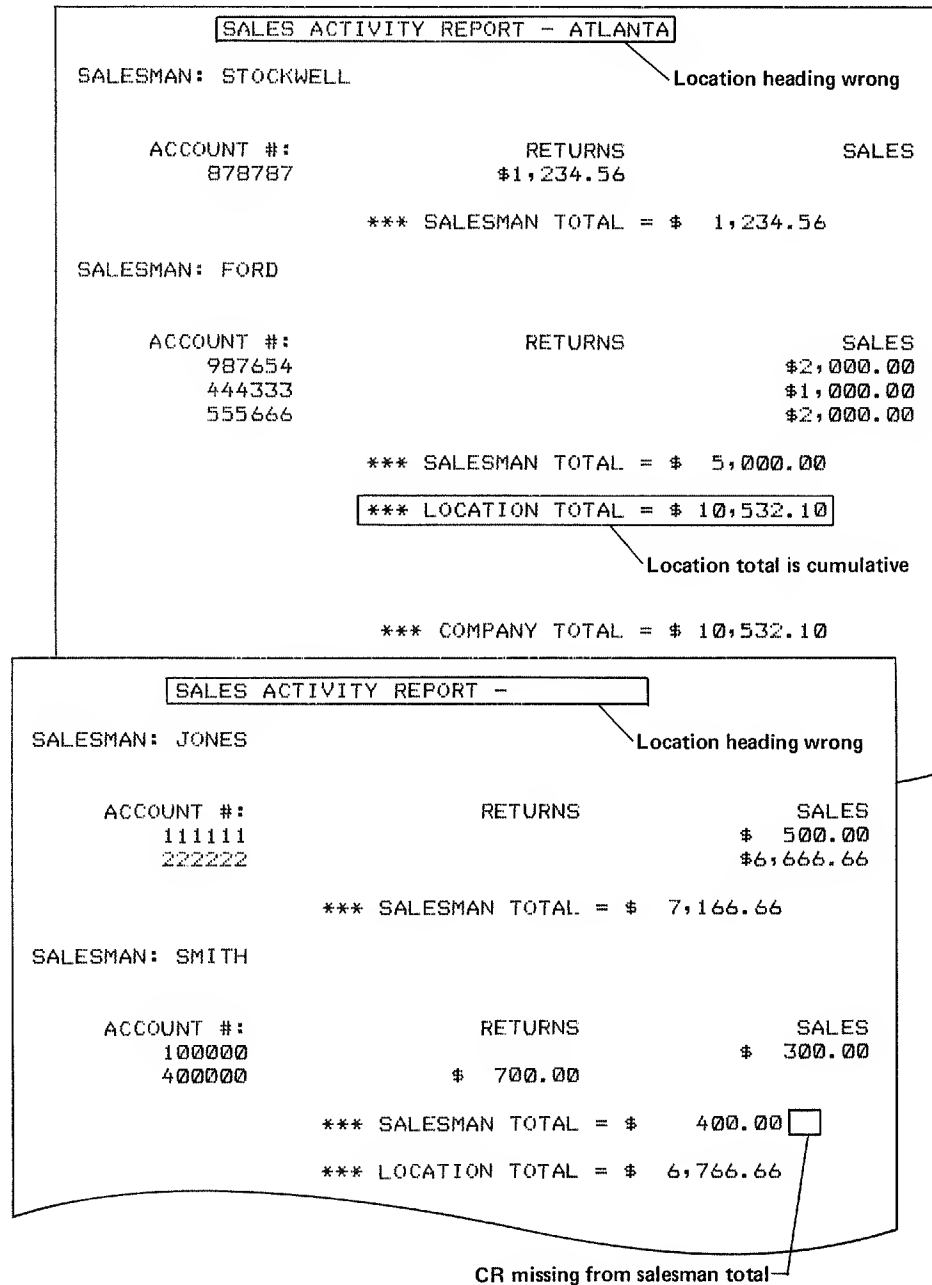 SALES ACTIVITY REPORT - ATLANTA
Location heading wrong
SALESMAN: STOCKWELL
ACCOUNT #: RETURNS SALES
878787 $1,234.56
*** SALESMAN TOTAL = $ 1,234.56
SALESMAN: FORD
ACCOUNT #: RETURNS SALES
987654 $2,000.00
444333 $1,000.00
555666 $2,000.00
*** SALESMAN TOTAL = $ 5,000.00
*** LOCATION TOTAL = $ 10,532.10
Location total is cumulative
*** COMPANY TOTAL = $ 10,532.10
SALES ACTIVITY REPORT -
Location heading wrong
SALESMAN: JONES
ACCOUNT #: RETURNS SALES
111111 $ 500.00
222222 $6,666.66
*** SALESMAN TOTAL = $ 7,166.66
SALESMAN: SMITH
ACCOUNT #: RETURNS SALES
100000 $ 300.00
400000 $ 700.00
*** SALESMAN TOTAL = $ 400.00
*** LOCATION TOTAL = $ 6,766.66
CR missing from salesman total